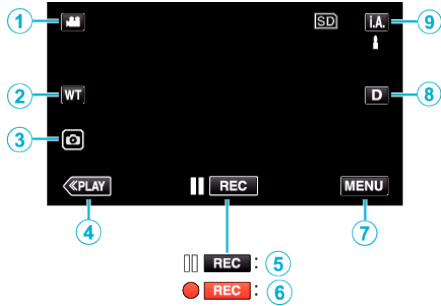 1 SD i.A. 9
2 WT D 8
3
≪PLAY REC MENU
4 7
REC : 5
REC : 6